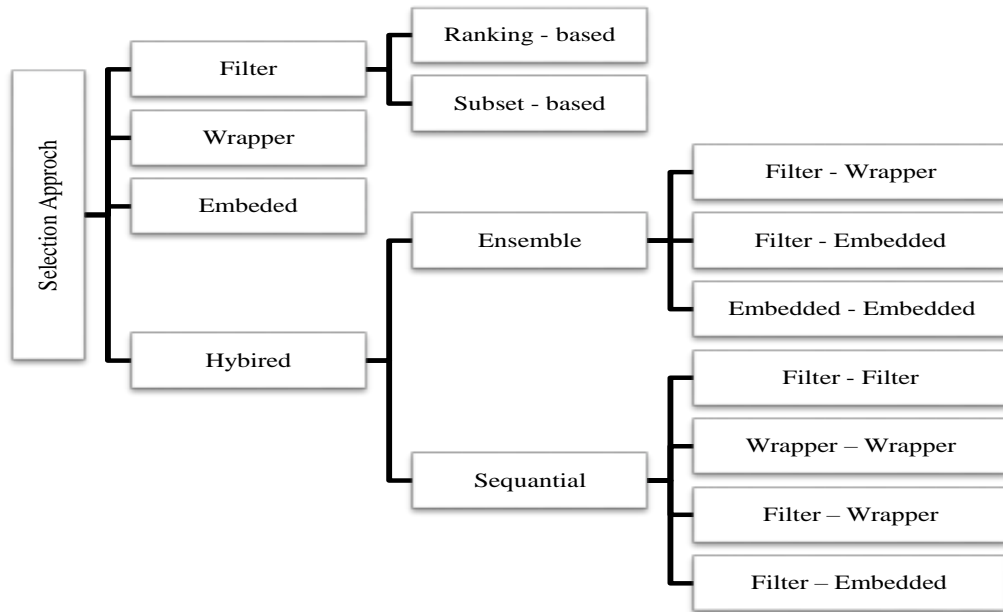 Selection Approch
Filter
Ranking - based
Subset - based
Wrapper
Embeded
Hybired
Ensemble
Filter - Wrapper
Filter - Embedded
Embedded - Embedded
Sequantial
Filter - Filter
Wrapper – Wrapper
Filter – Wrapper
Filter – Embedded